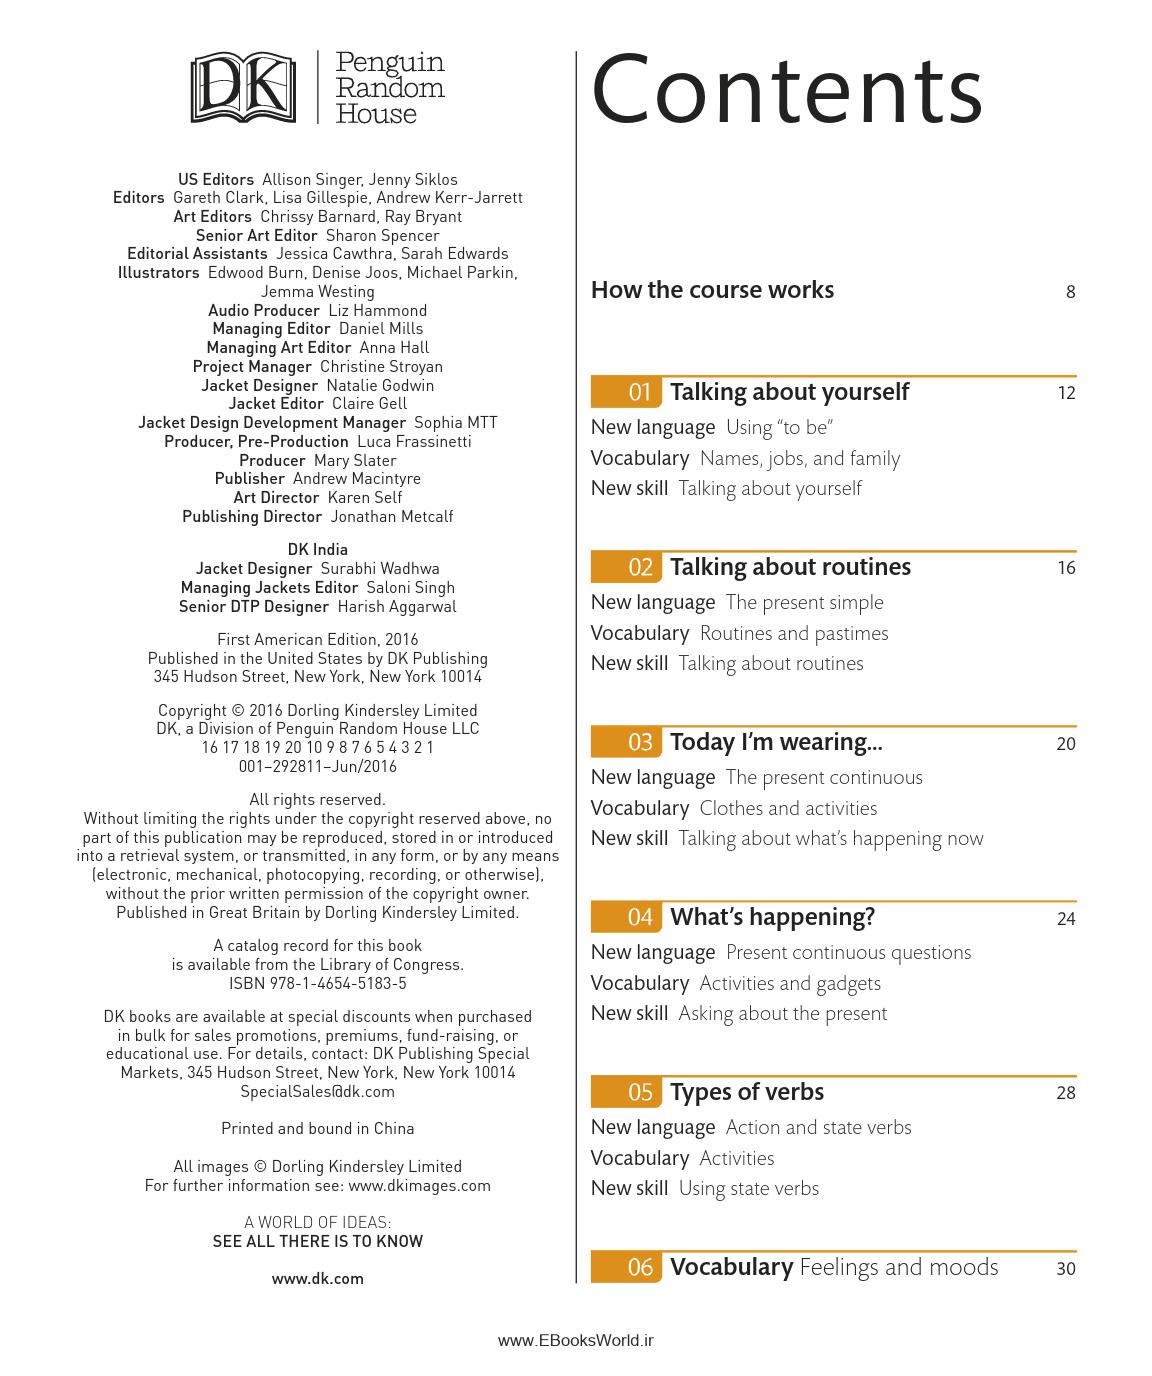 DK
Penguin
Random
House
US Editors Allison Singer, Jenny Siklos
Editors Gareth Clark, Lisa Gillespie, Andrew Kerr-Jarrett
Art Editors Chrissy Barnard, Ray Bryant
Senior Art Editor Sharon Spencer
Editorial Assistants Jessica Cawthra, Sarah Edwards
Illustrators Edwood Burn, Denise Joos, Michael Parkin,
Jemma Westing
Audio Producer Liz Hammond
Managing Editor Daniel Mills
Managing Art Editor Anna Hall
Project Manager Christine Stroyan
Jacket Designer Natalie Godwin
Jacket Editor Claire Gell
Jacket Design Development Manager Sophia MTT
Producer, Pre-Production Luca Frassinetti
Producer Mary Slater
Publisher Andrew Macintyre
Art Director Karen Self
Publishing Director Jonathan Metcalf
DK India
Jacket Designer Surabhi Wadhwa
Managing Jackets Editor Saloni Singh
Senior DTP Designer Harish Aggarwal
First American Edition, 2016
Published in the United States by DK Publishing
345 Hudson Street, New York, New York 10014
Copyright © 2016 Dorling Kindersley Limited
DK, a Division of Penguin Random House LLC
16 17 18 19 20 10 9 8 7 6 5 4 3 2 1
001–292811–Jun/2016
All rights reserved.
Without limiting the rights under the copyright reserved above, no
part of this publication may be reproduced, stored in or introduced
into a retrieval system, or transmitted, in any form, or by any means
(electronic, mechanical, photocopying, recording, or otherwise),
without the prior written permission of the copyright owner.
Published in Great Britain by Dorling Kindersley Limited.
A catalog record for this book
is available from the Library of Congress.
ISBN 978-1-4654-5183-5
DK books are available at special discounts when purchased
in bulk for sales promotions, premiums, fund-raising, or
educational use. For details, contact: DK Publishing Special
Markets, 345 Hudson Street, New York, New York 10014
SpecialSales@dk.com
Printed and bound in China
All images © Dorling Kindersley Limited
For further information see: www.dkimages.com
A WORLD OF IDEAS:
SEE ALL THERE IS TO KNOW
www.dk.com
Contents
How the course works 8
01 Talking about yourself 12
New language Using “to be”
Vocabulary Names, jobs, and family
New skill Talking about yourself
02 Talking about routines 16
New language The present simple
Vocabulary Routines and pastimes
New skill Talking about routines
03 Today I’m wearing... 20
New language The present continuous
Vocabulary Clothes and activities
New skill Talking about what’s happening now
04 What’s happening? 24
New language Present continuous questions
Vocabulary Activities and gadgets
New skill Asking about the present
05 Types of verbs 28
New language Action and state verbs
Vocabulary Activities
New skill Using state verbs
06 Vocabulary Feelings and moods 30
www.EBooksWorld.ir